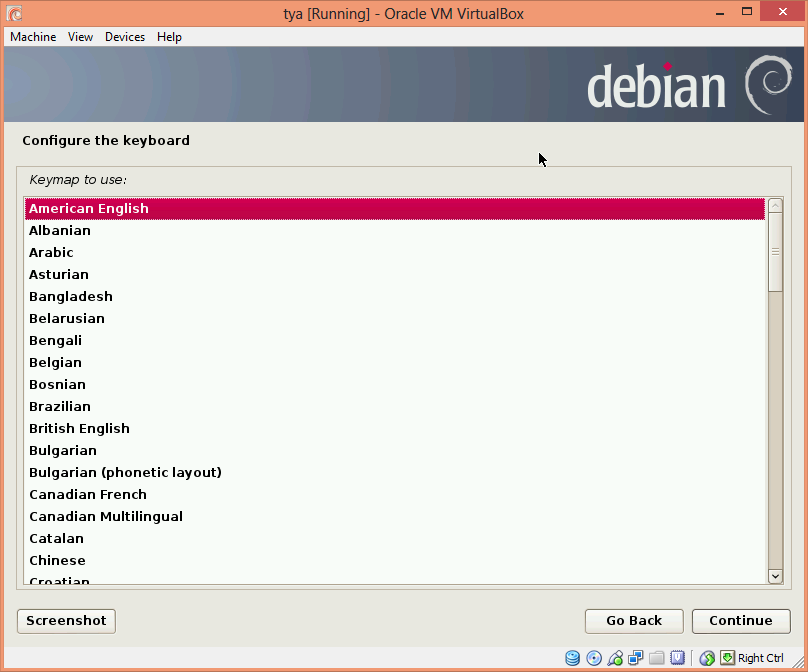 tya [Running] - Oracle VM VirtualBox
Machine View Devices Help
debian
Configure the keyboard
Keymap to use:
American English
Albanian
Arabic
Asturian
Bangladesh
Belarusian
Bengali
Belgian
Bosnian
Brazilian
British English
Bulgarian
Bulgarian (phonetic layout)
Canadian French
Canadian Multilingual
Catalan
Chinese
Croatian
Screenshot Go Back Continue
Right Ctrl